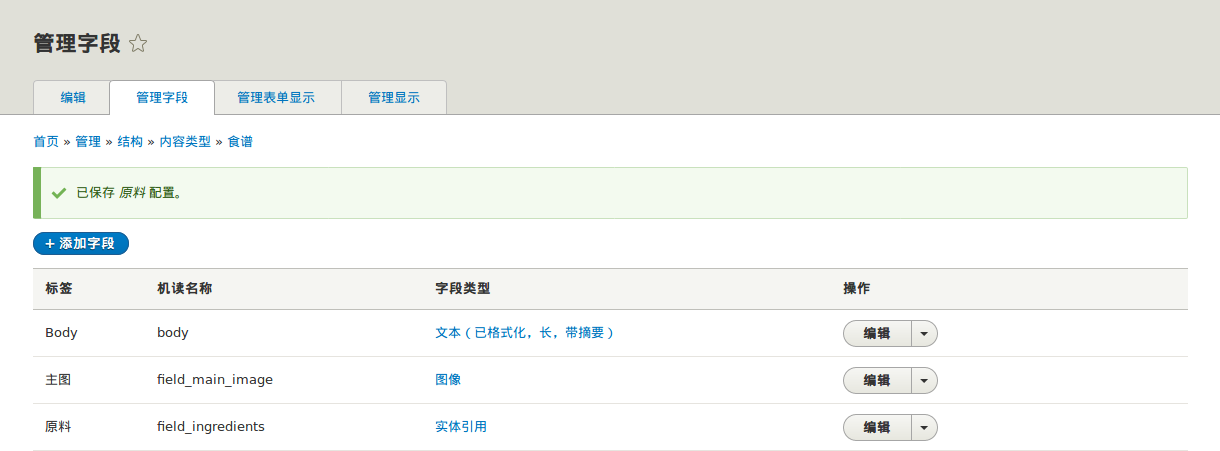 管理字段
编辑 管理字段 管理表单显示 管理显示
首页 » 管理 » 结构 » 内容类型 » 食谱
已保存 原料 配置。
+ 添加字段
标签 机读名称 字段类型 操作
Body body 文本（已格式化，长，带摘要） 编辑
主图 field_main_image 图像 编辑
原料 field_ingredients 实体引用 编辑